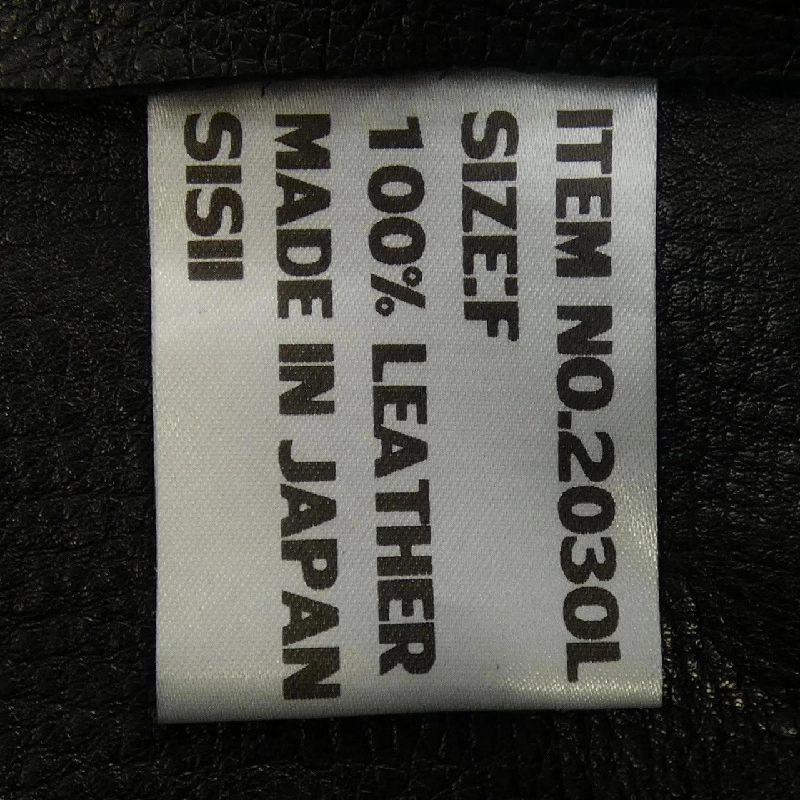 ITEM NO.2030L
SIZE:F
100% LEATHER
MADE IN JAPAN
SISII